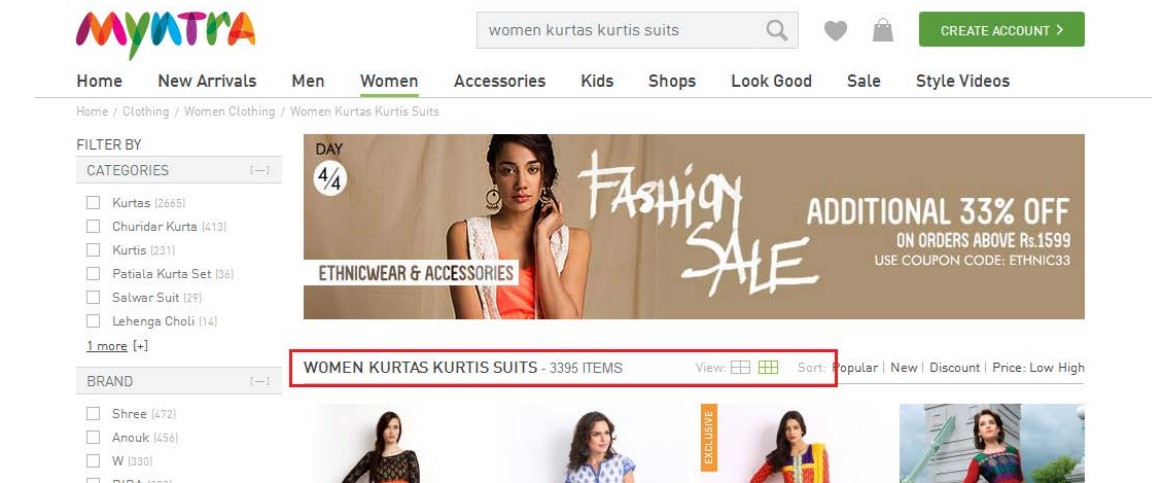 MYNTRA
women kurtas kurtis suits
CREATE ACCOUNT >
Home New Arrivals Men Women Accessories Kids Shops Look Good Sale Style Videos
Home / Clothing / Women Clothing / Women Kurtas Kurtis Suits
FILTER BY
CATEGORIES [—]
Kurtas [2665]
Churidar Kurta [413]
Kurtis [231]
Patiala Kurta Set [36]
Salwar Suit [29]
Lehenga Choli [14]
1 more [+]
BRAND [—]
Shree [472]
Anouk [456]
W [330]
DAY
4/4
ETHNICWEAR & ACCESSORIES
FASHION
SALE
ADDITIONAL 33% OFF
ON ORDERS ABOVE Rs.1599
USE COUPON CODE: ETHNIC33
WOMEN KURTAS KURTIS SUITS - 3395 ITEMS View: Sort: Popular | New | Discount | Price: Low High
EXCLUSIVE